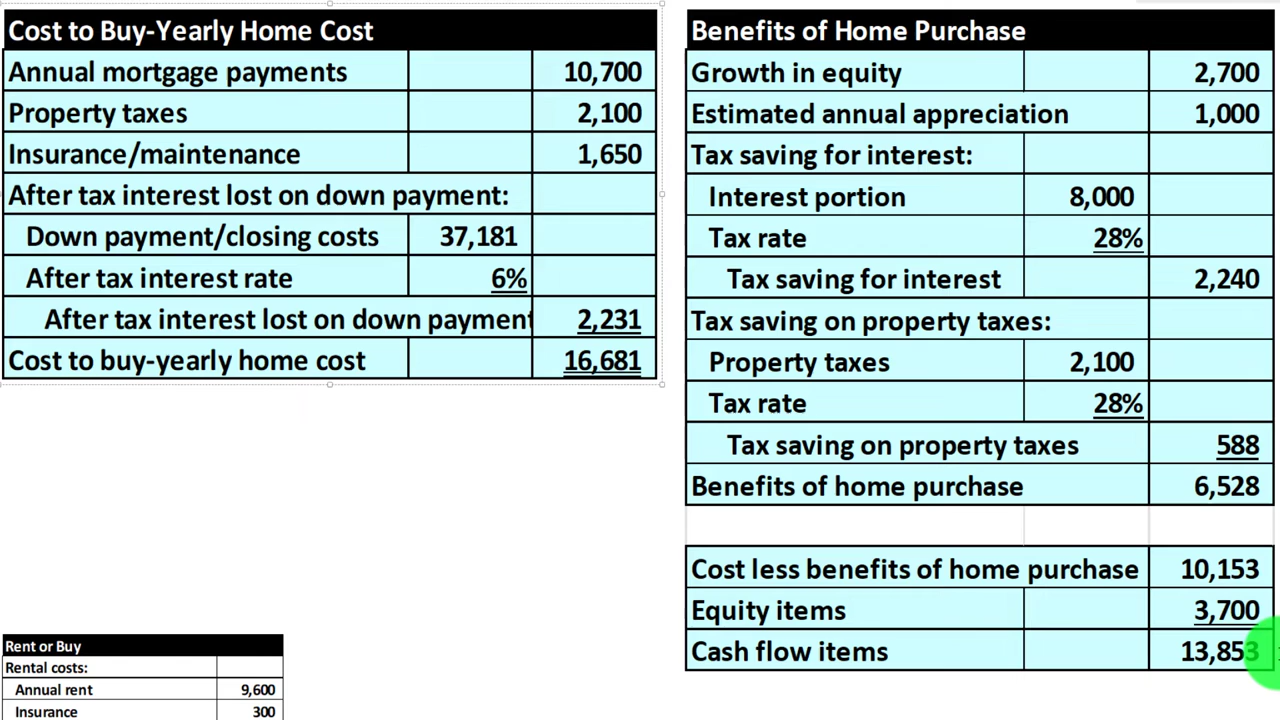 Cost to Buy-Yearly Home Cost
Annual mortgage payments 10,700
Property taxes 2,100
Insurance/maintenance 1,650
After tax interest lost on down payment:
Down payment/closing costs 37,181
After tax interest rate 6%
After tax interest lost on down payment 2,231
Cost to buy-yearly home cost 16,681
Benefits of Home Purchase
Growth in equity 2,700
Estimated annual appreciation 1,000
Tax saving for interest:
Interest portion 8,000
Tax rate 28%
Tax saving for interest 2,240
Tax saving on property taxes:
Property taxes 2,100
Tax rate 28%
Tax saving on property taxes 588
Benefits of home purchase 6,528
Cost less benefits of home purchase 10,153
Equity items 3,700
Cash flow items 13,853
Rent or Buy
Rental costs:
Annual rent 9,600
Insurance 300